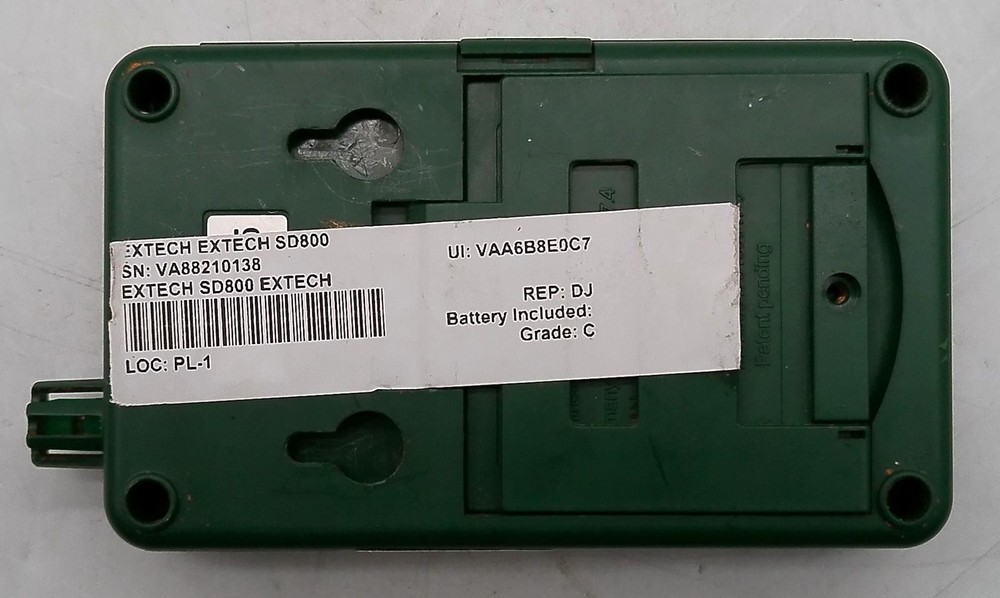 EXTECH EXTECH SD800
SN: VA88210138
EXTECH SD800 EXTECH
LOC: PL-1
UI: VAA6B8E0C7
REP: DJ
Battery Included:
Grade: C
Patent pending